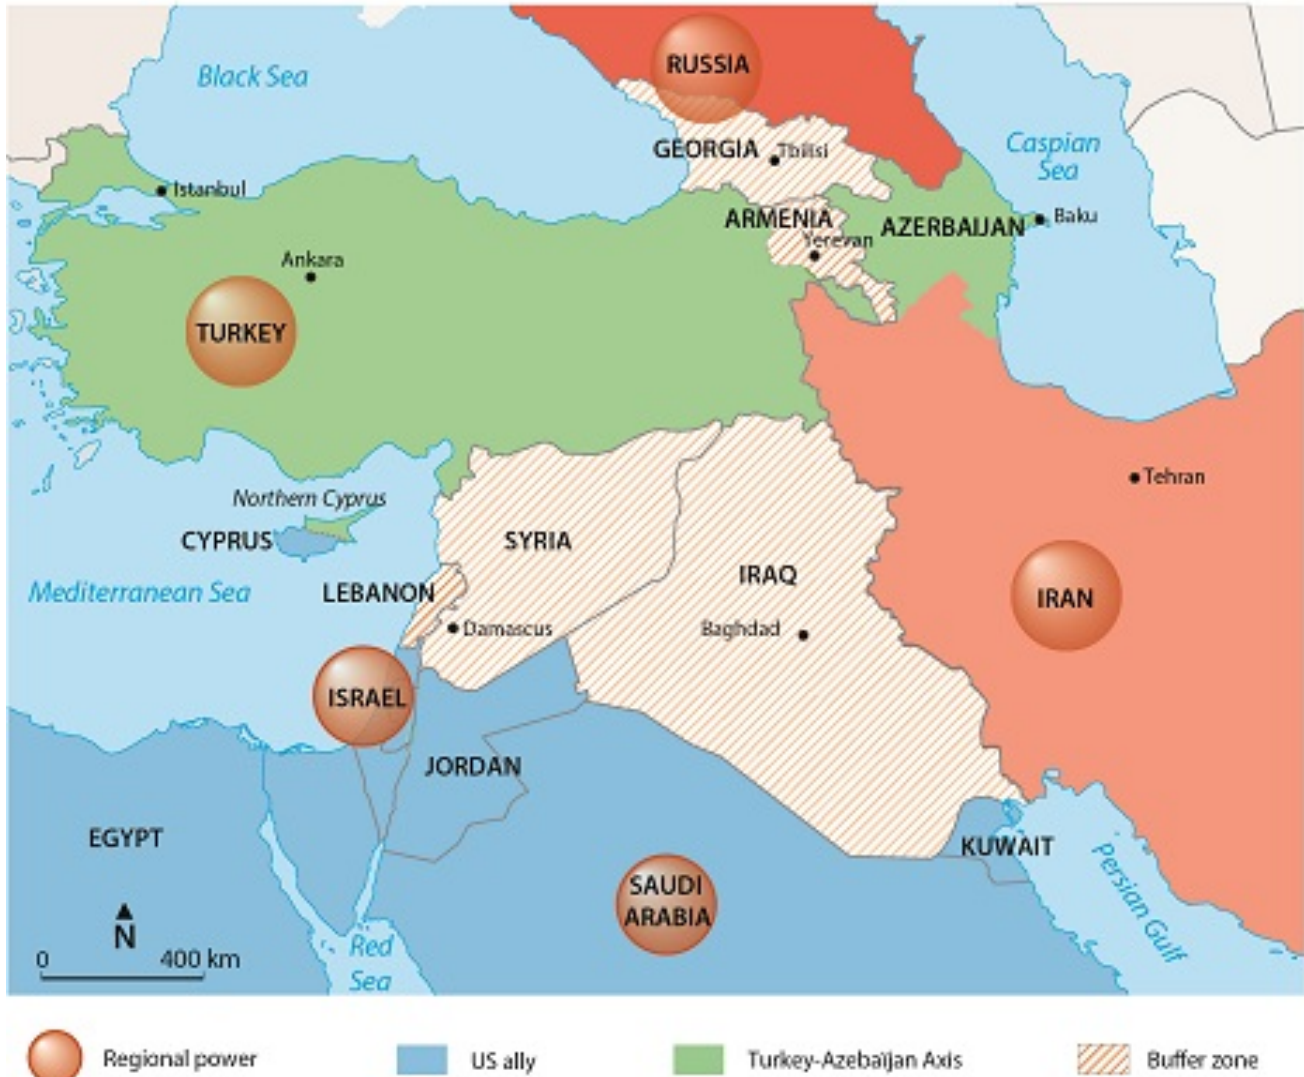 RUSSIA
Black Sea
GEORGIA
Tbilisi
Caspian
Sea
Istanbul
ARMENIA
Yerevan
AZERBAIJAN
Baku
Ankara
TURKEY
Tehran
Northern Cyprus
CYPRUS
SYRIA
IRAQ
IRAN
Mediterranean Sea
LEBANON
Damascus
Baghdad
ISRAEL
JORDAN
EGYPT
KUWAIT
SAUDI
ARABIA
Persian Gulf
N
Red
Sea
0 400 km
Regional power
US ally
Turkey-Azebaïjan Axis
Buffer zone